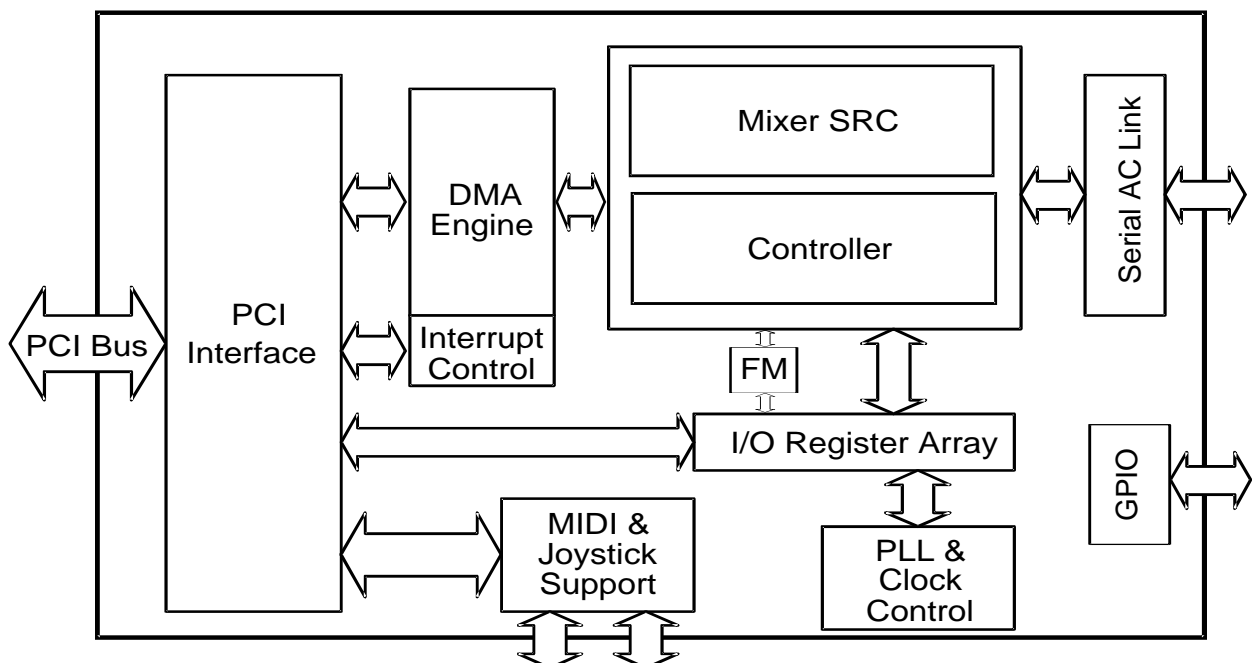 PCI Bus
PCI
Interface
DMA
Engine
Interrupt
Control
Mixer SRC
Controller
Serial AC Link
FM
I/O Register Array
GPIO
MIDI &
Joystick
Support
PLL &
Clock
Control